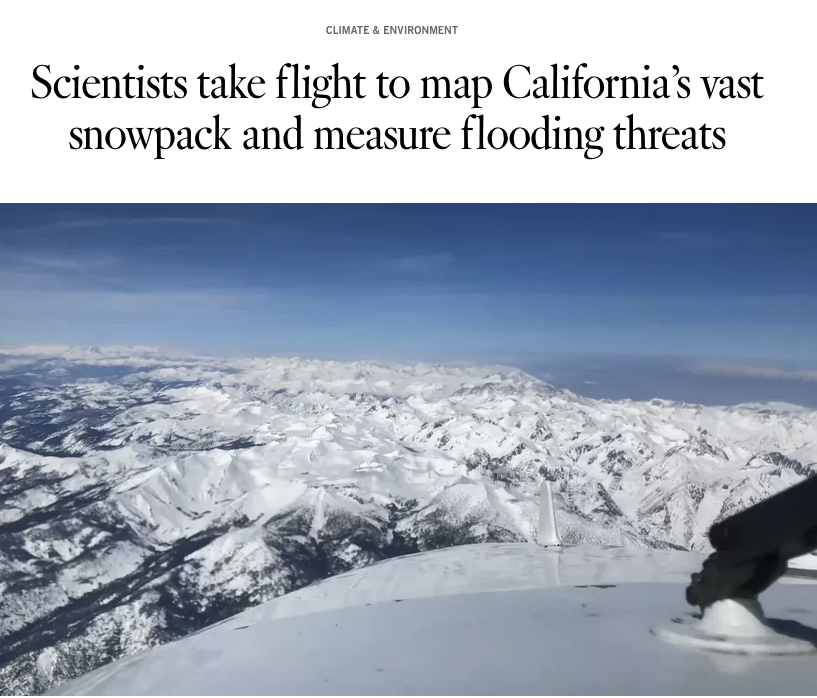 CLIMATE & ENVIRONMENT
Scientists take flight to map California’s vast
snowpack and measure flooding threats